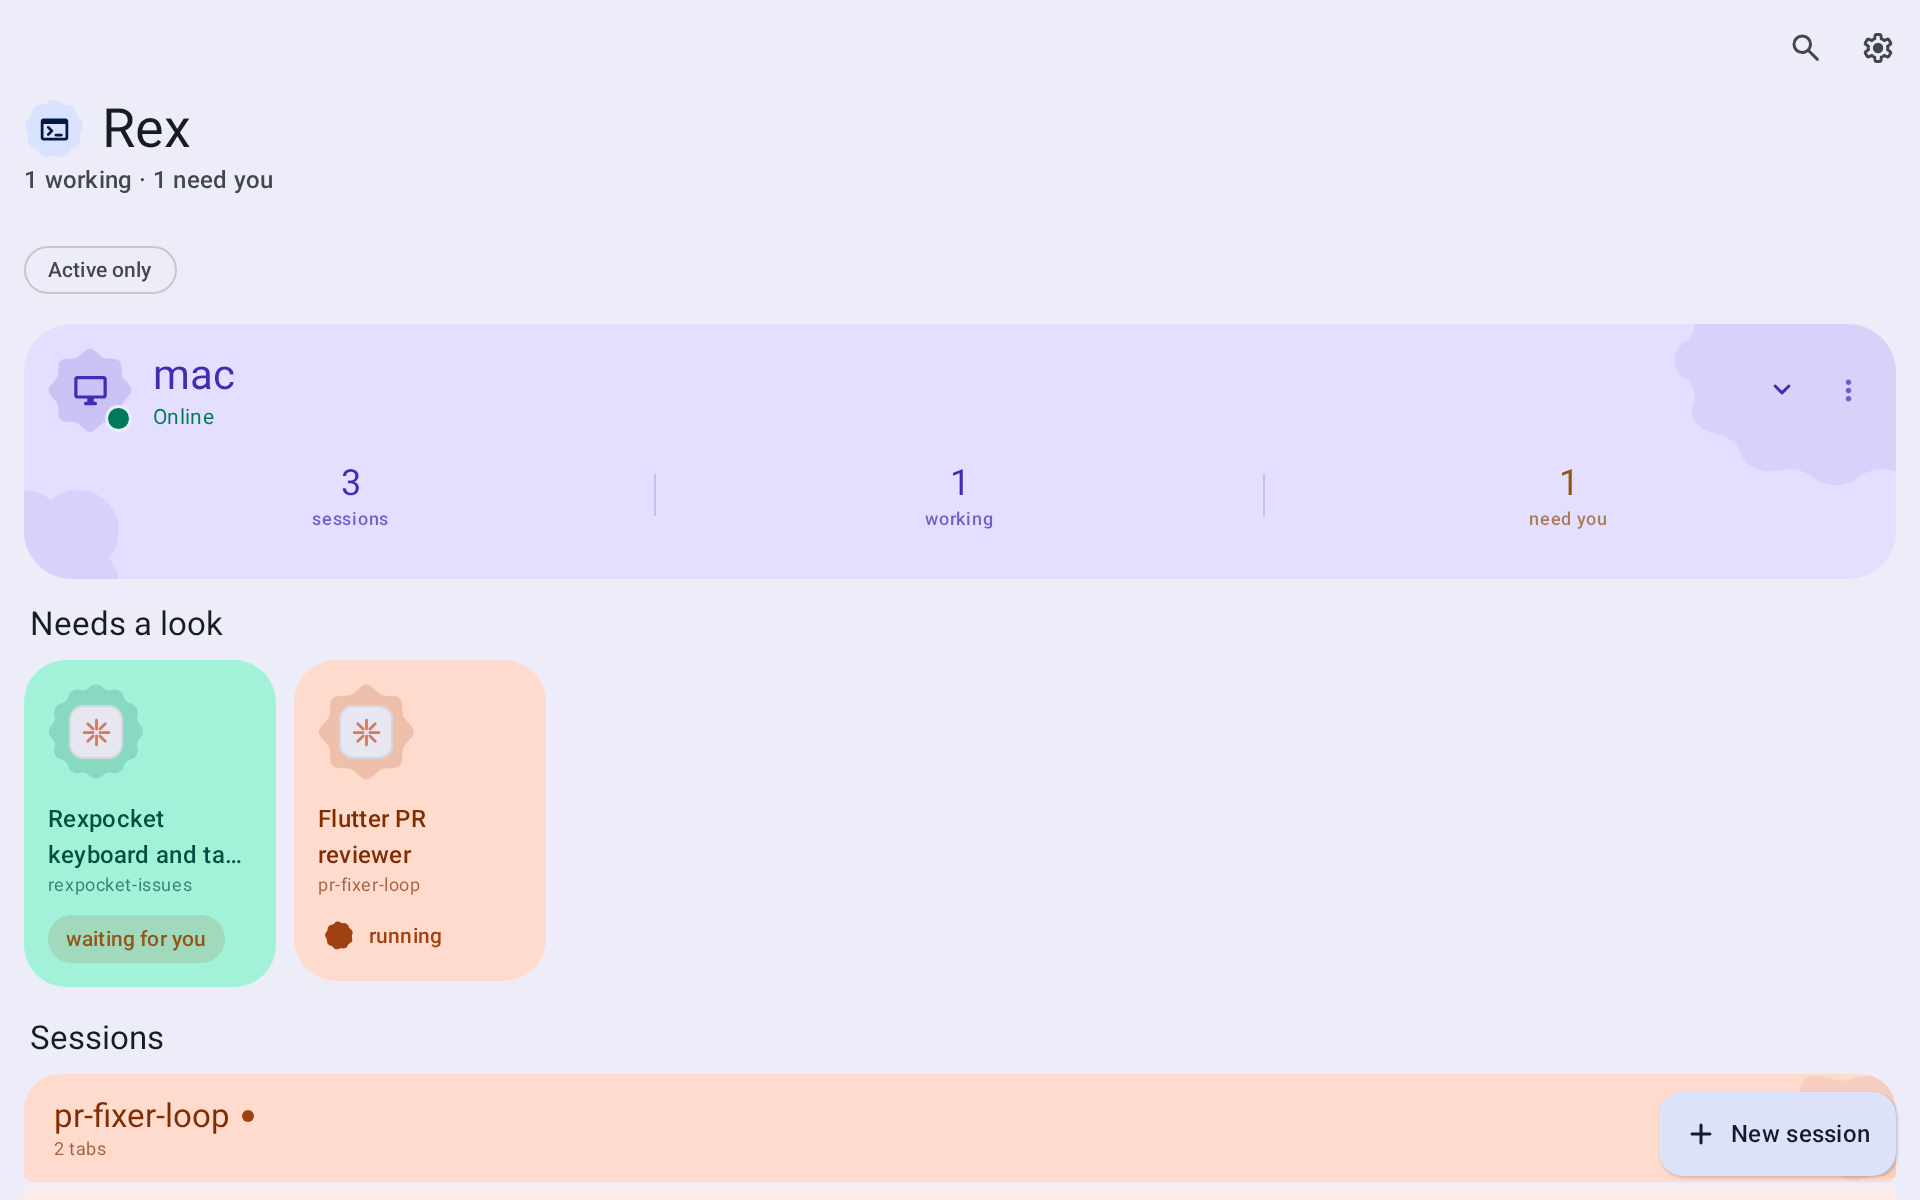 Rex
1 working · 1 need you
Active only
mac
Online
3
sessions
1
working
1
need you
Needs a look
Rexpocket
keyboard and ta…
rexpocket-issues
waiting for you
Flutter PR
reviewer
pr-fixer-loop
running
Sessions
pr-fixer-loop
2 tabs
New session